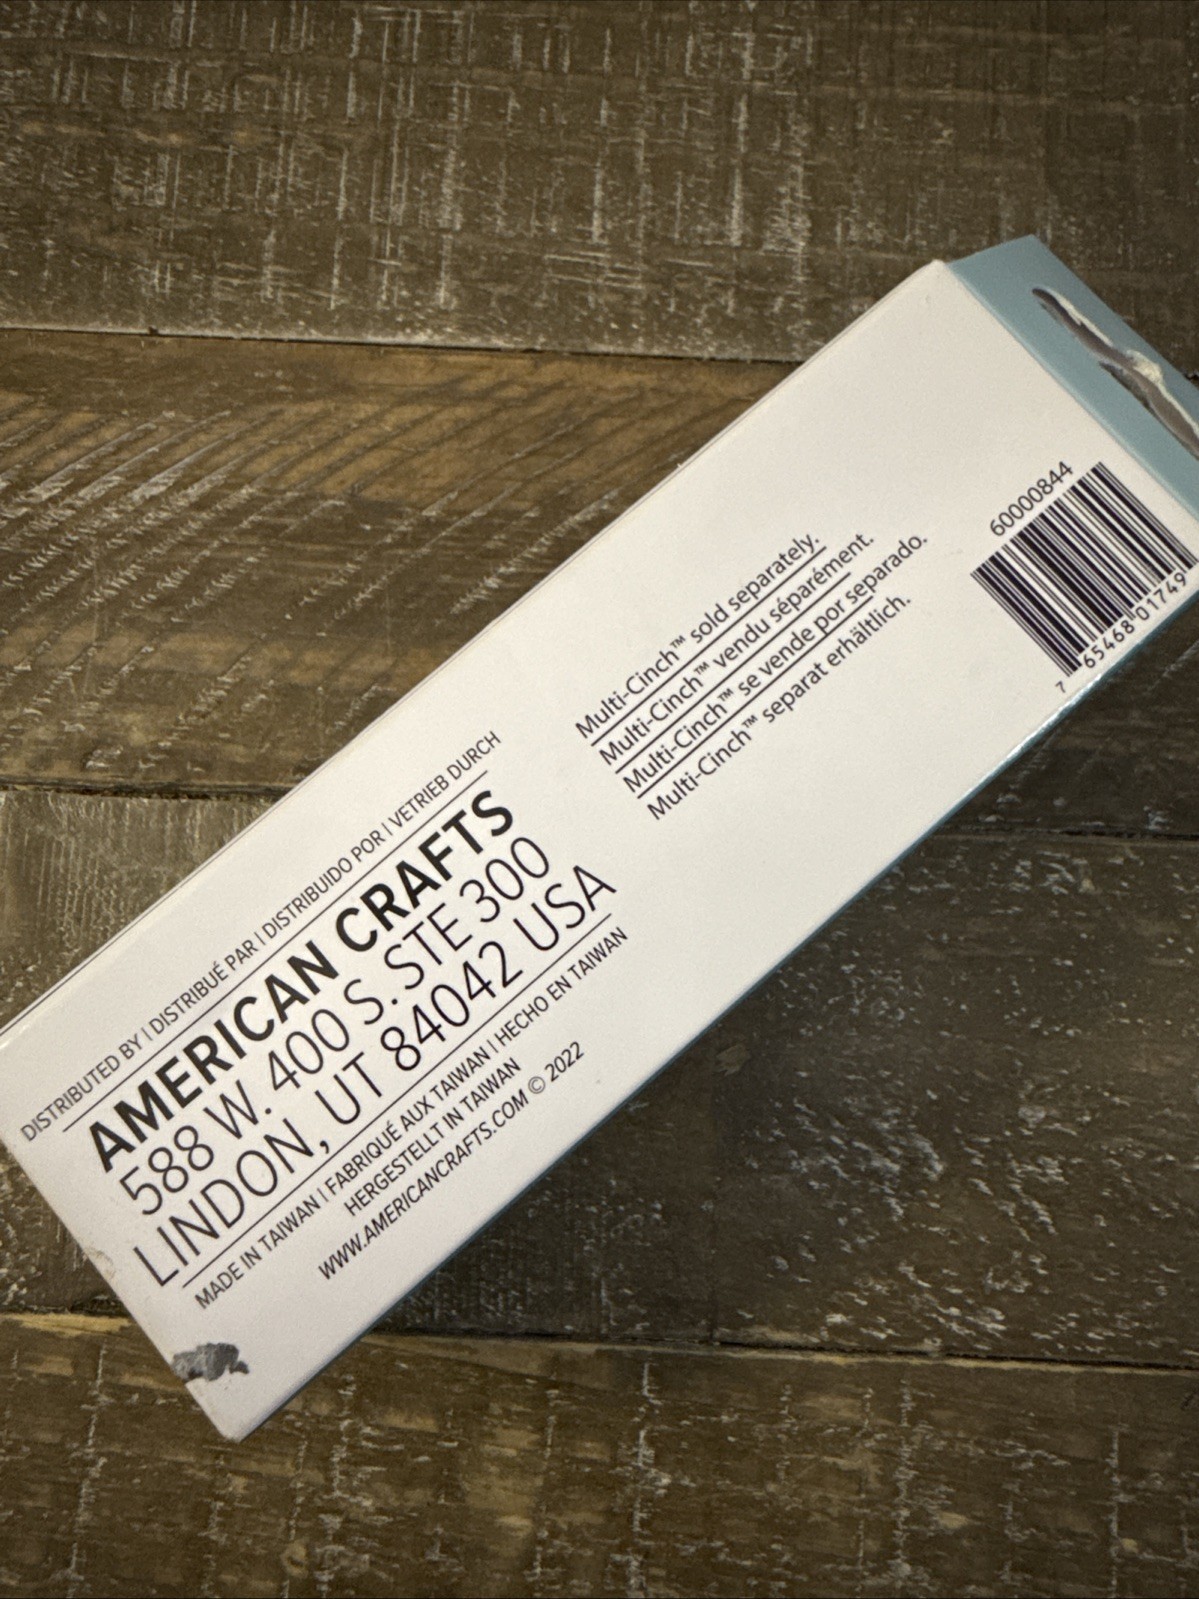 DISTRIBUTED BY | DISTRIBUÉ PAR | DISTRIBUIDO POR | VETRIEB DURCH
AMERICAN CRAFTS
588 W. 400 S. STE 300
LINDON, UT 84042 USA
MADE IN TAIWAN | FABRIQUÉ AUX TAIWAN | HECHO EN TAIWAN
HERGESTELLT IN TAIWAN
WWW.AMERICANCRAFTS.COM © 2022
Multi-Cinch™ sold separately.
Multi-Cinch™ vendu séparément.
Multi-Cinch™ se vende por separado.
Multi-Cinch™ separat erhältlich.
60000844
7 65468 01749